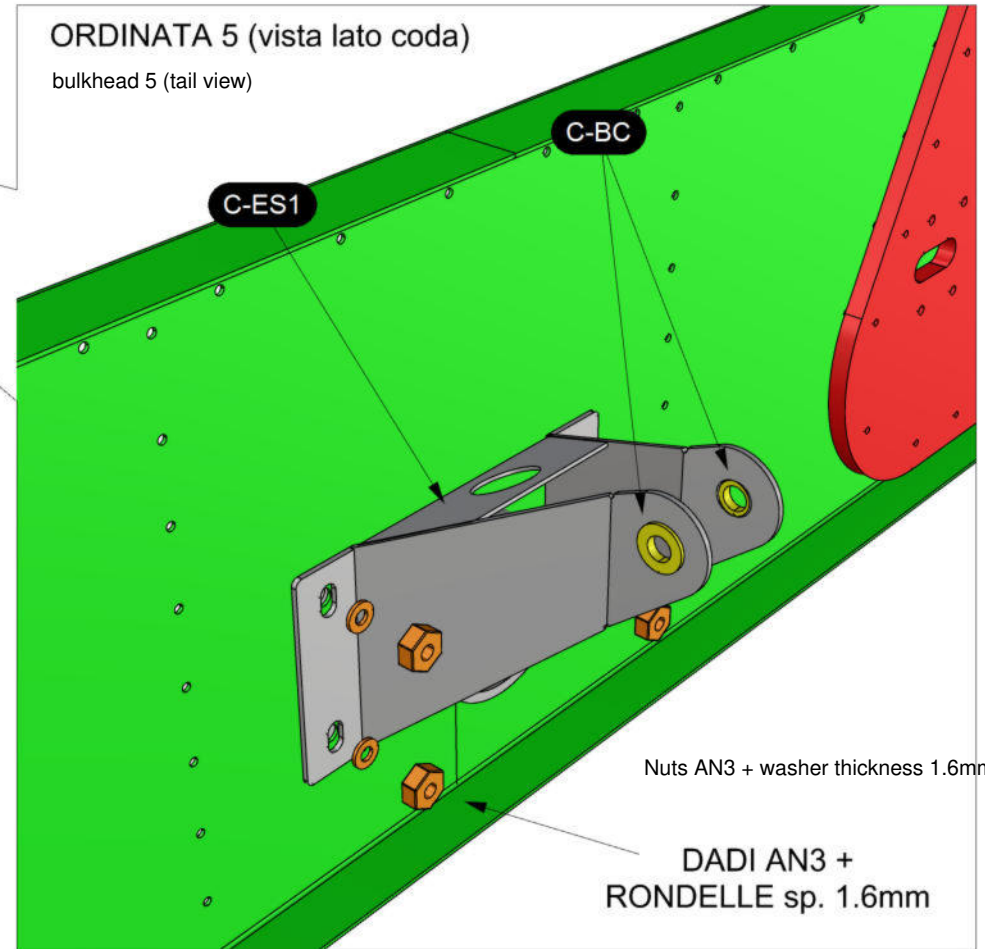 ORDINATA 5 (vista lato coda)
bulkhead 5 (tail view)
C-BC
C-ES1
Nuts AN3 + washer thickness 1.6mm
DADI AN3 +
RONDELLE sp. 1.6mm